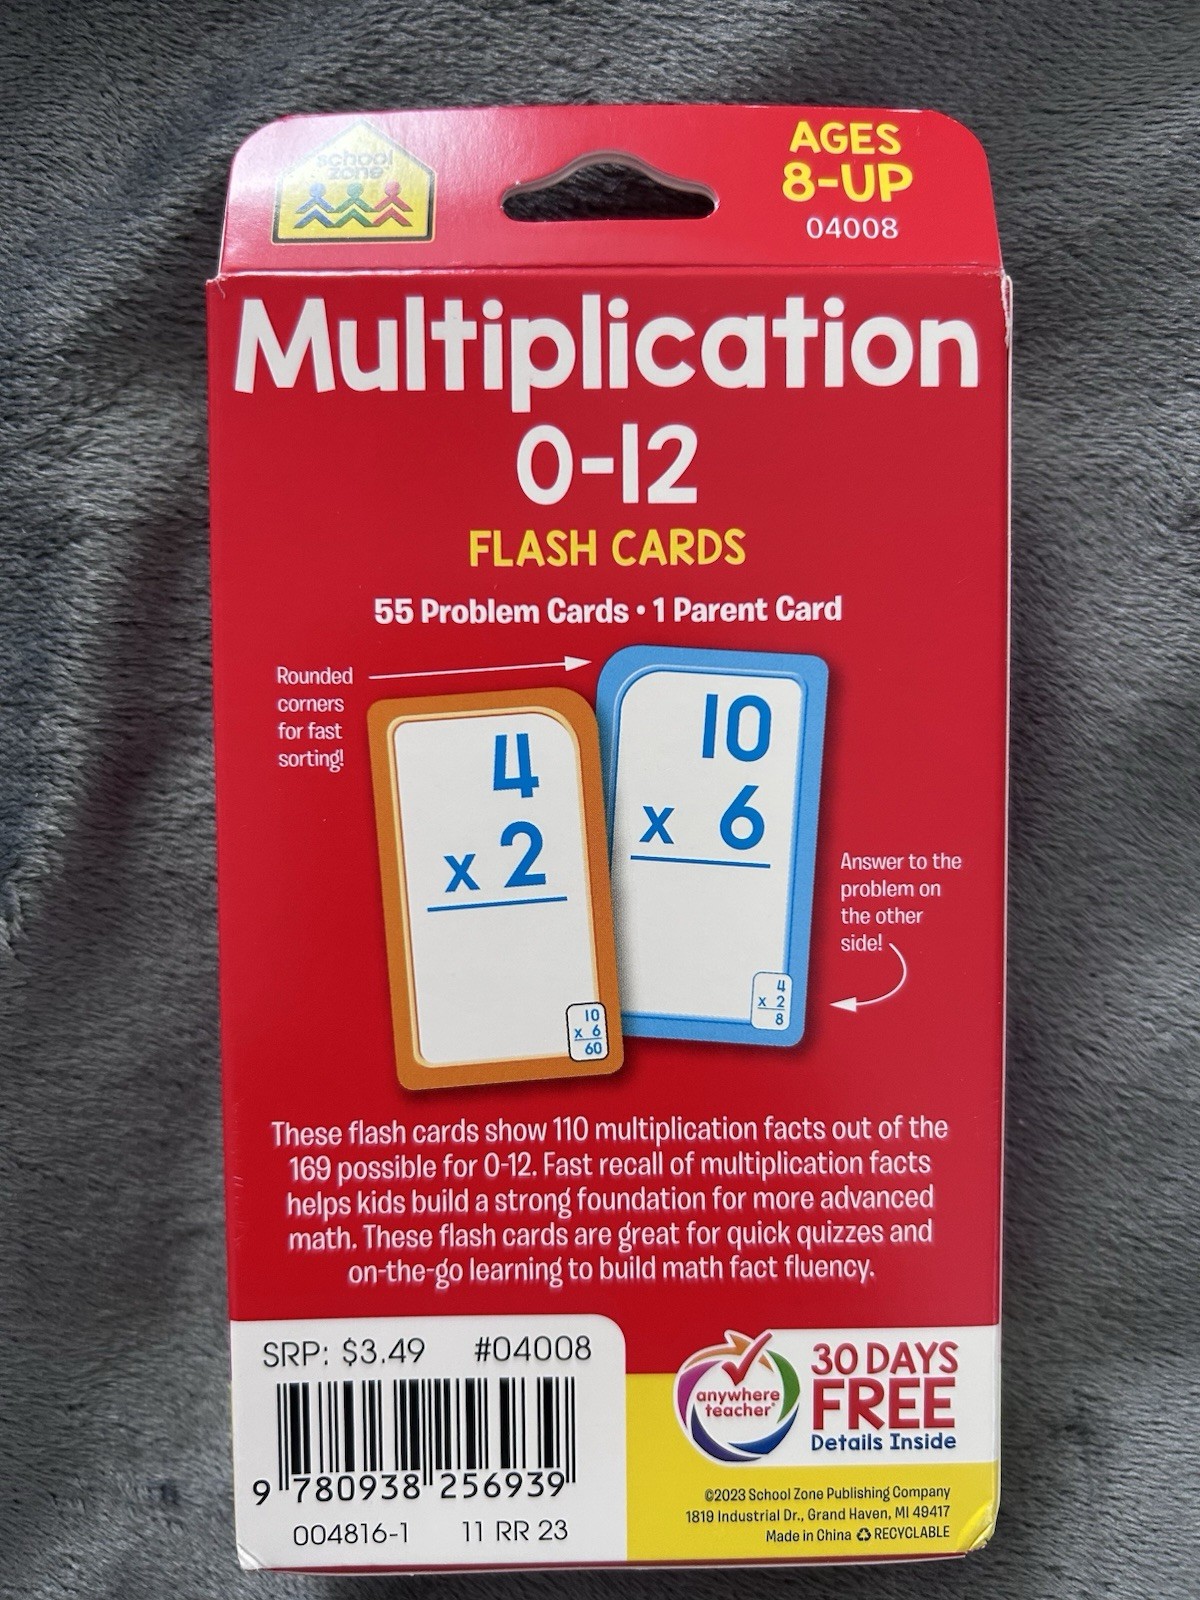 school
zone
AGES
8-UP
04008
Multiplication
0-12
FLASH CARDS
55 Problem Cards • 1 Parent Card
Rounded
corners
for fast
sorting!
4
x 2
10
x 6
60
10
x 6
4
x 2
8
Answer to the
problem on
the other
side!
These flash cards show 110 multiplication facts out of the
169 possible for 0-12. Fast recall of multiplication facts
helps kids build a strong foundation for more advanced
math. These flash cards are great for quick quizzes and
on-the-go learning to build math fact fluency.
SRP: $3.49 #04008
9 780938 256939
004816-1 11 RR 23
anywhere
teacher®
30 DAYS
FREE
Details Inside
©2023 School Zone Publishing Company
1819 Industrial Dr., Grand Haven, MI 49417
Made in China ♻ RECYCLABLE